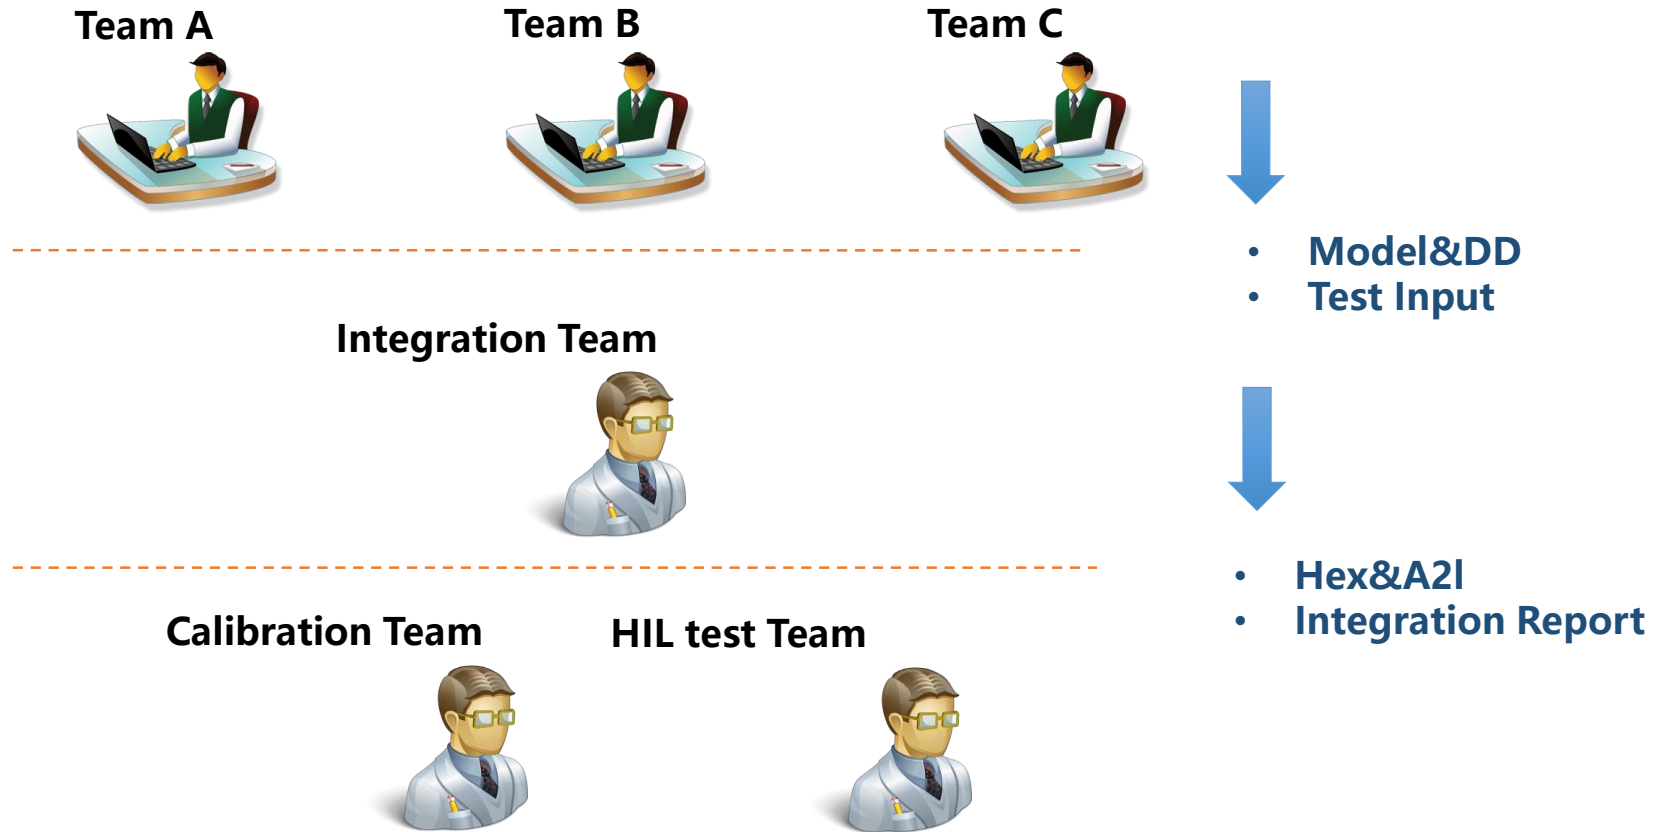 Team A
Team B
Team C
• Model&DD
• Test Input
Integration Team
• Hex&A2l
• Integration Report
Calibration Team
HIL test Team